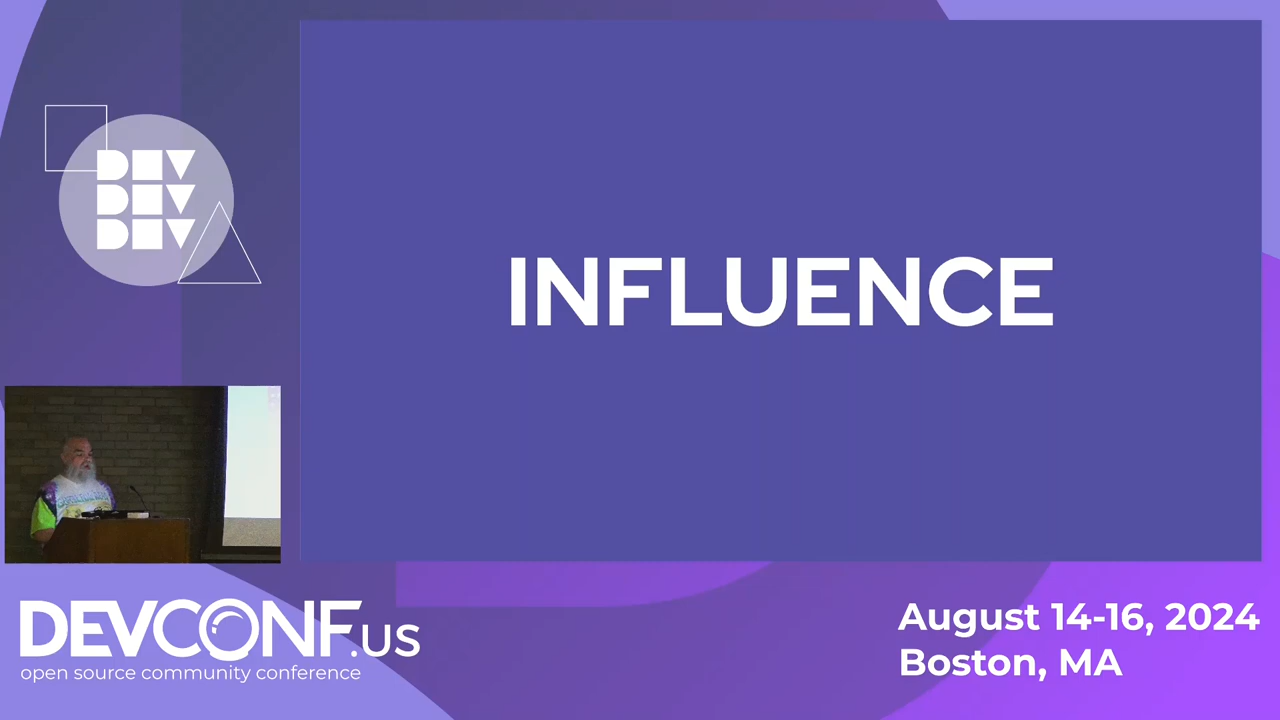 DEV
DEV
DEV
INFLUENCE
DEVCONF.US
open source community conference
August 14-16, 2024
Boston, MA